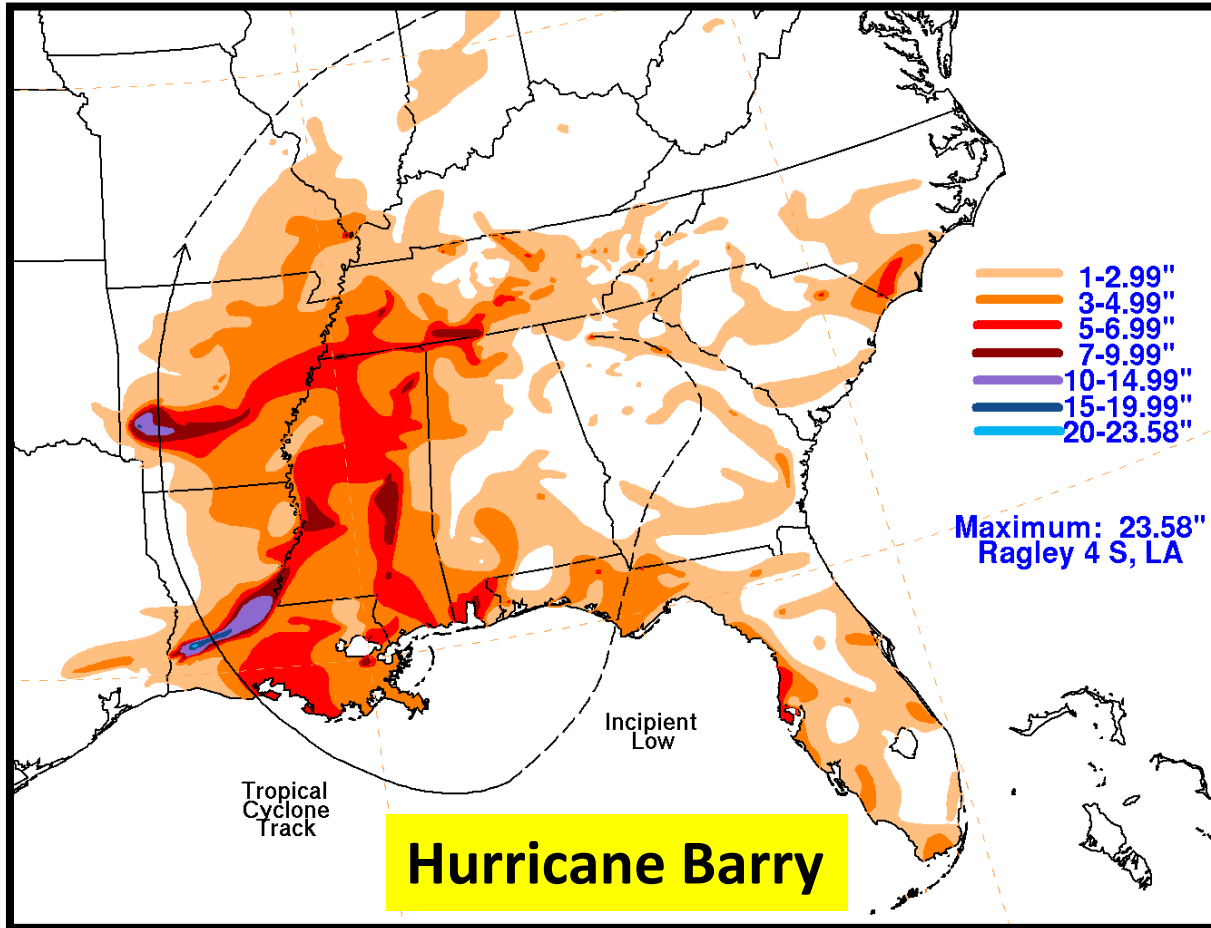 1-2.99"
3-4.99"
5-6.99"
7-9.99"
10-14.99"
15-19.99"
20-23.58"
Maximum: 23.58"
Ragley 4 S, LA
Incipient
Low
Tropical
Cyclone
Track
Hurricane Barry